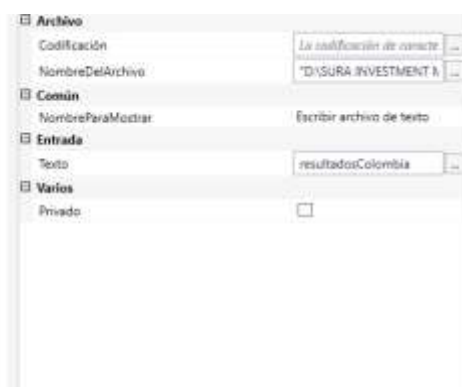 Archivo
Codificación La codificación de caracte ...
NombreDelArchivo "D:\SURA INVESTMENT M ...
Común
NombreParaMostrar Escribir archivo de texto
Entrada
Texto resultadosColombia ...
Varios
Privado